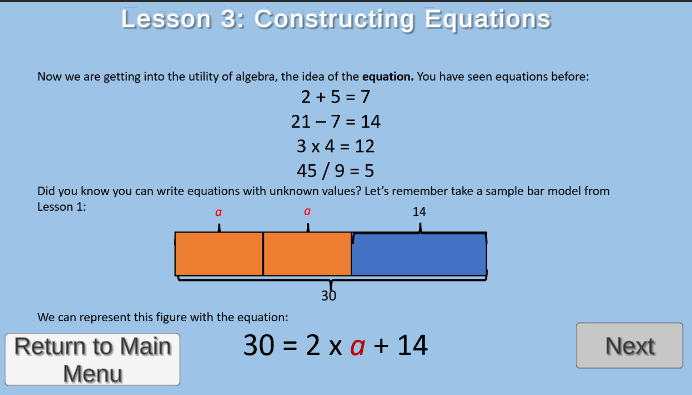 Lesson 3: Constructing Equations
Now we are getting into the utility of algebra, the idea of the equation. You have seen equations before:
2 + 5 = 7
21 – 7 = 14
3 x 4 = 12
45 / 9 = 5
Did you know you can write equations with unknown values? Let's remember take a sample bar model from
Lesson 1:
a a 14
30
We can represent this figure with the equation:
30 = 2 x a + 14
Return to Main
Menu
Next